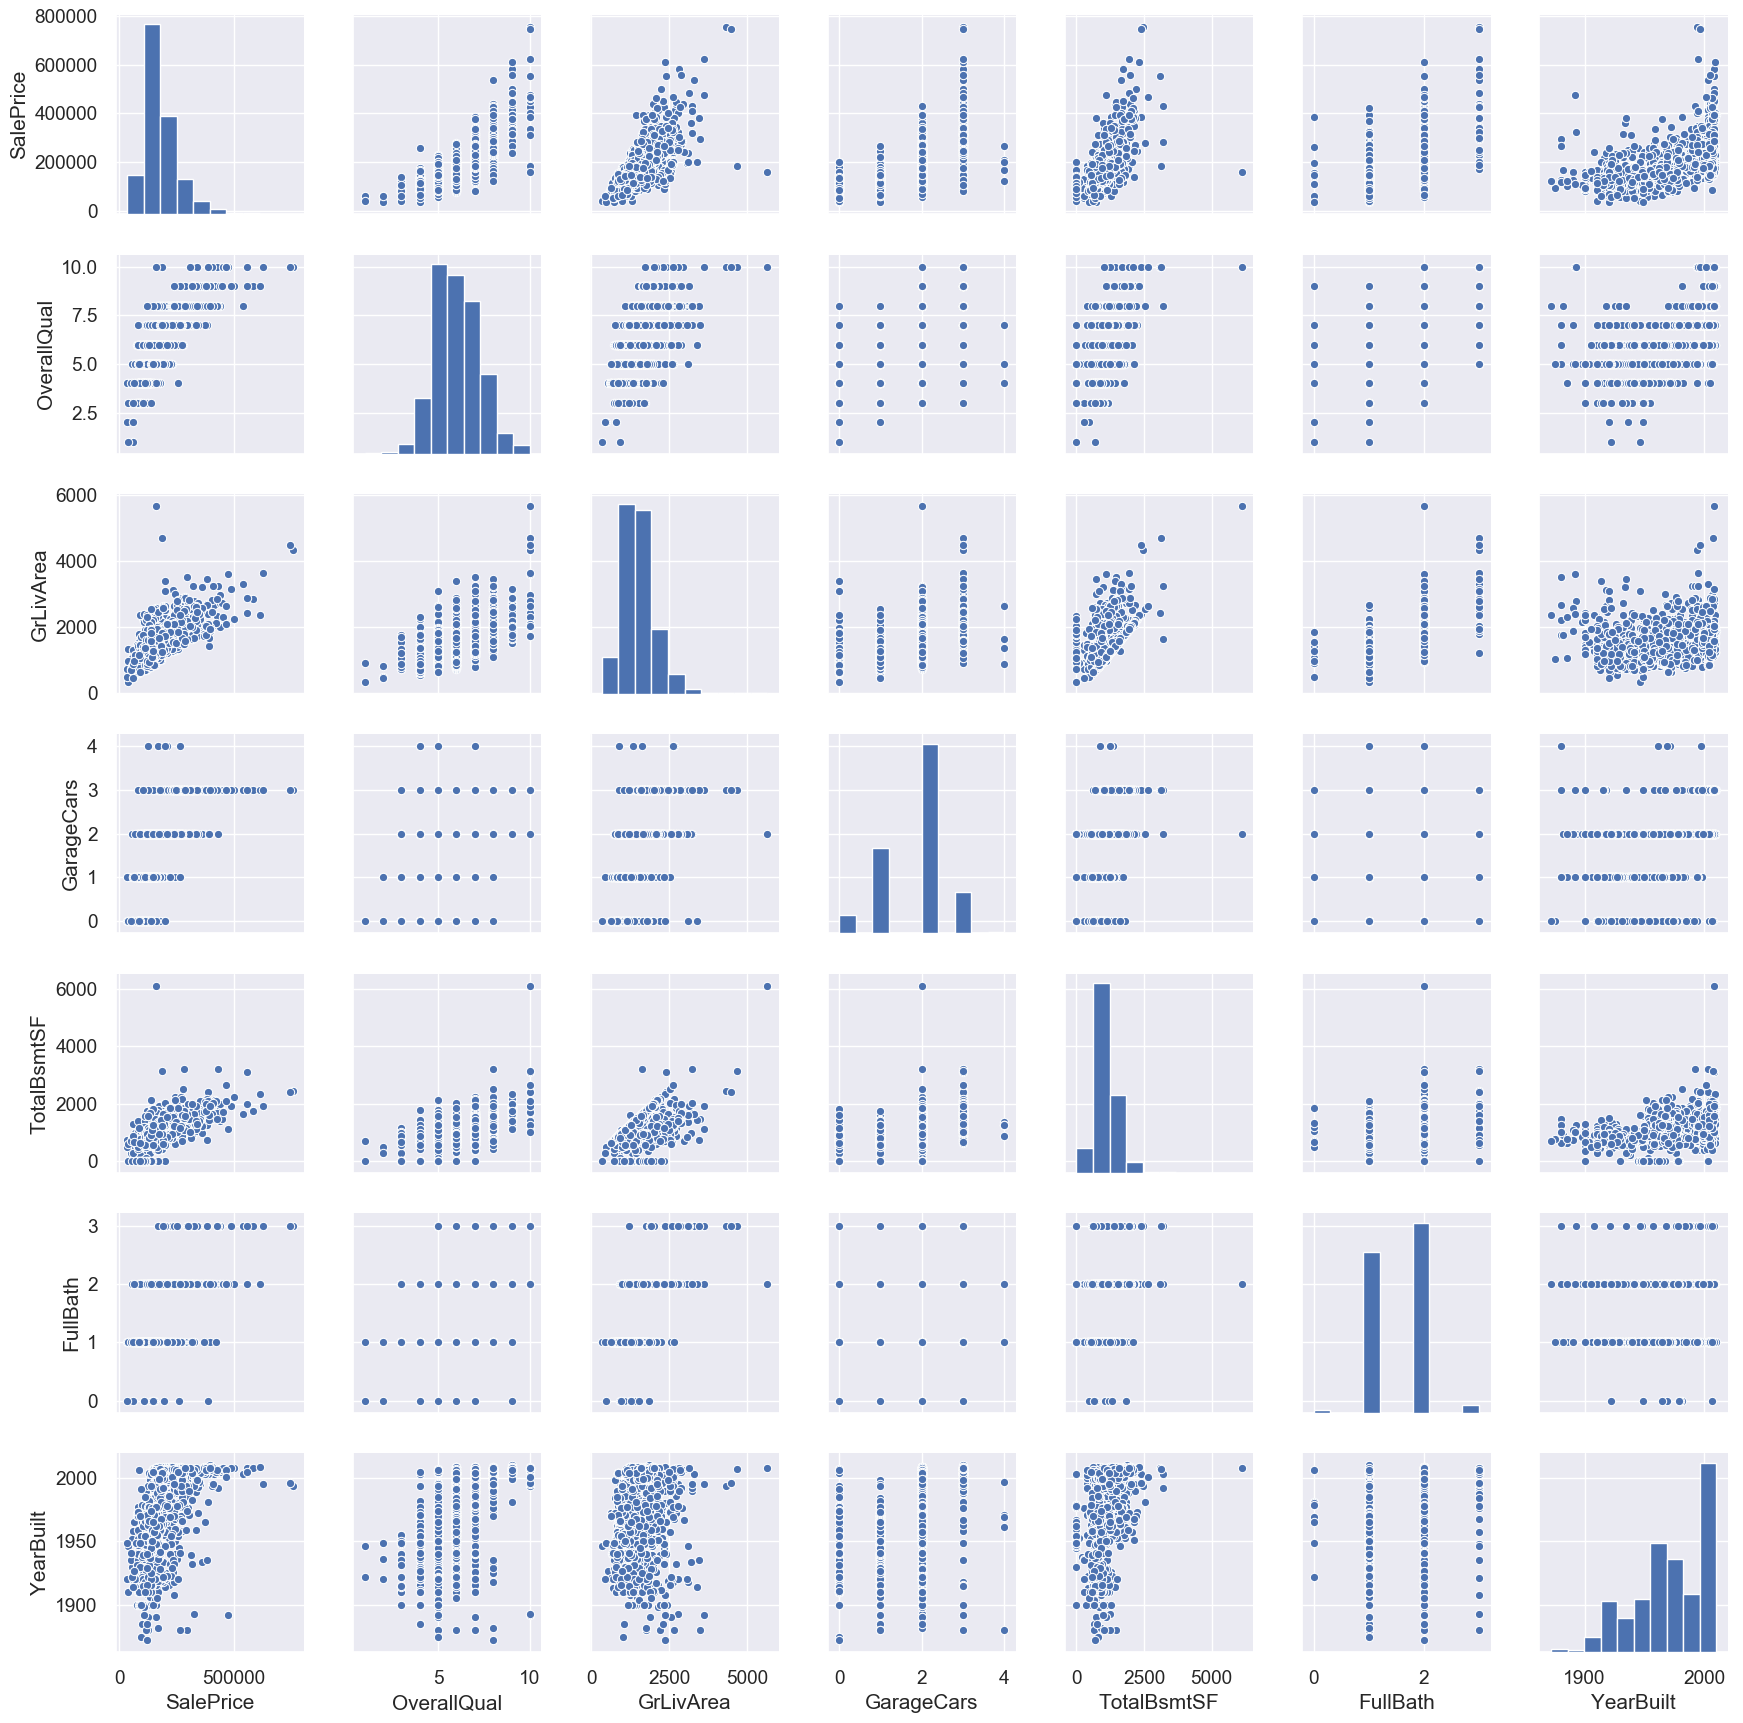 800000
600000
400000
200000
0
SalePrice
10.0
7.5
5.0
2.5
OverallQual
6000
4000
2000
0
GrLivArea
4
3
2
1
0
GarageCars
6000
4000
2000
0
TotalBsmtSF
3
2
1
0
FullBath
2000
1950
1900
YearBuilt
0 500000
5 10
0 2500 5000
0 2 4
0 2500 5000
0 2
1900 2000
SalePrice
OverallQual
GrLivArea
GarageCars
TotalBsmtSF
FullBath
YearBuilt